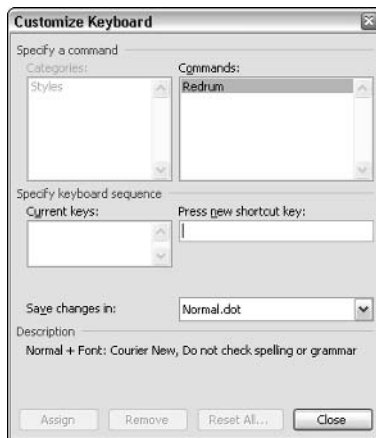 Customize Keyboard
Specify a command
Categories: Commands:
Styles Redrum
Specify keyboard sequence
Current keys: Press new shortcut key:
Save changes in: Normal.dot
Description
Normal + Font: Courier New, Do not check spelling or grammar
Assign Remove Reset All... Close